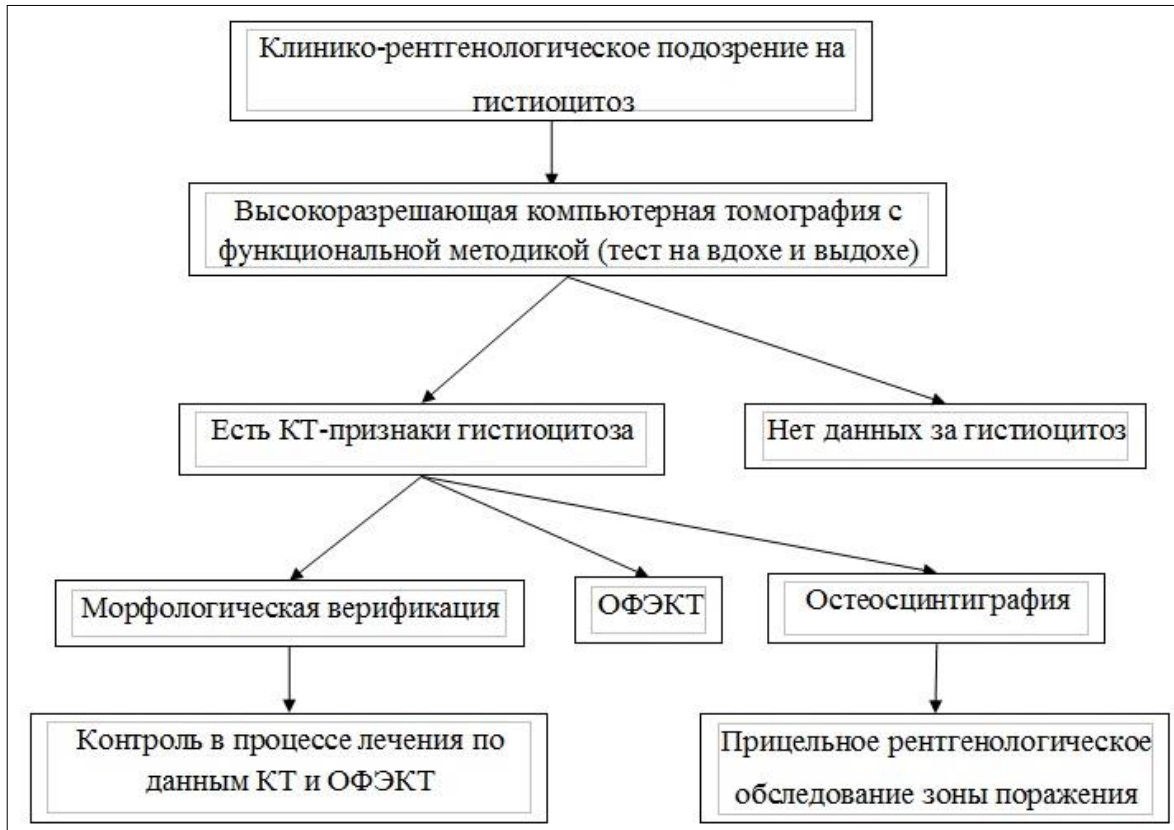 Клинико-рентгенологическое подозрение на
гистиоцитоз
Высокоразрешающая компьютерная томография с
функциональной методикой (тест на вдохе и выдохе)
Есть КТ-признаки гистиоцитоза
Нет данных за гистиоцитоз
Морфологическая верификация
ОФЭКТ
Остеосцинтиграфия
Контроль в процессе лечения по
данным КТ и ОФЭКТ
Прицельное рентгенологическое
обследование зоны поражения